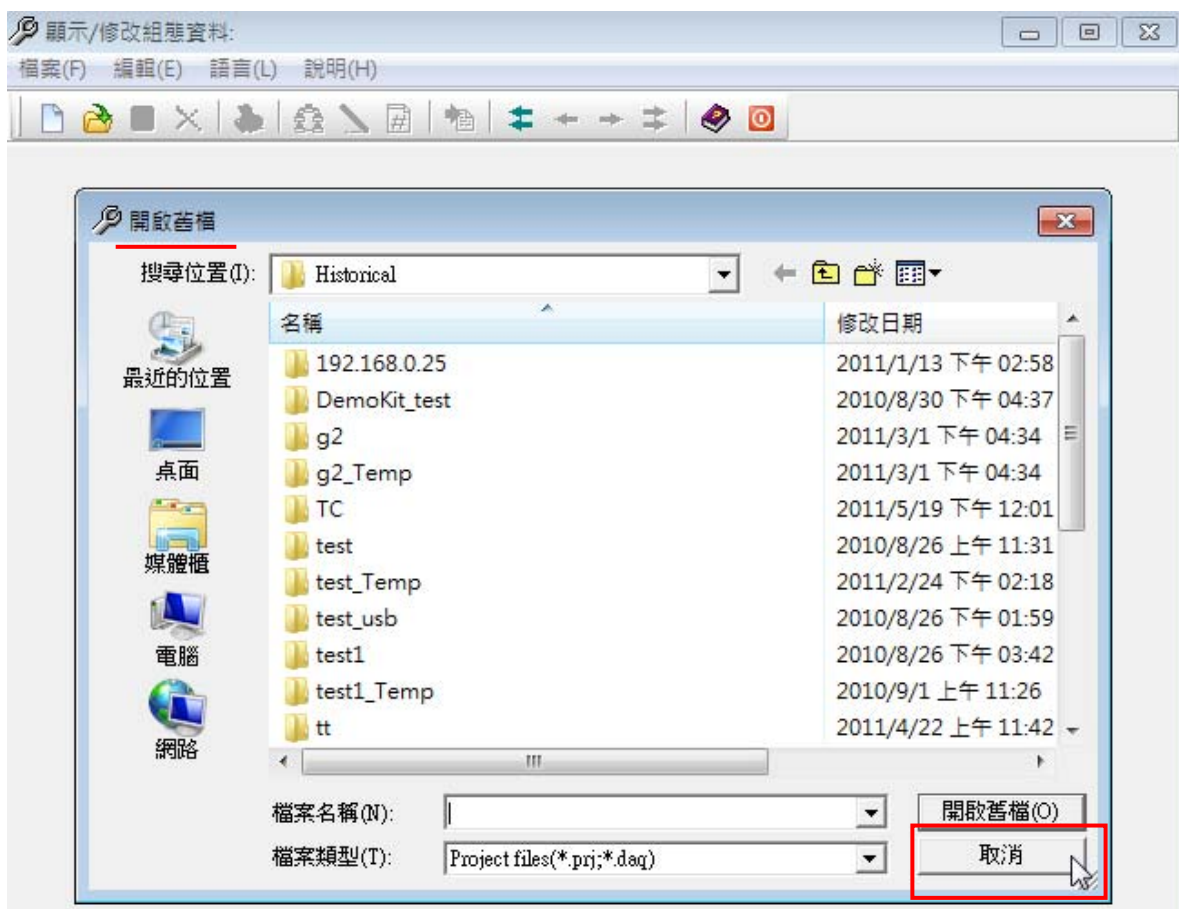 顯示/修改組態資料:
檔案(F) 編輯(E) 語言(L) 說明(H)
開啟舊檔
搜尋位置(I): Historical
名稱 修改日期
192.168.0.25 2011/1/13 下午 02:58
DemoKit_test 2010/8/30 下午 04:37
g2 2011/3/1 下午 04:34
g2_Temp 2011/3/1 下午 04:34
TC 2011/5/19 下午 12:01
test 2010/8/26 上午 11:31
test_Temp 2011/2/24 下午 02:18
test_usb 2010/8/26 下午 01:59
test1 2010/8/26 下午 03:42
test1_Temp 2010/9/1 上午 11:26
tt 2011/4/22 上午 11:42
最近的位置
桌面
媒體櫃
電腦
網路
檔案名稱(N): 開啟舊檔(O)
檔案類型(T): Project files(*.prj;*.daq) 取消